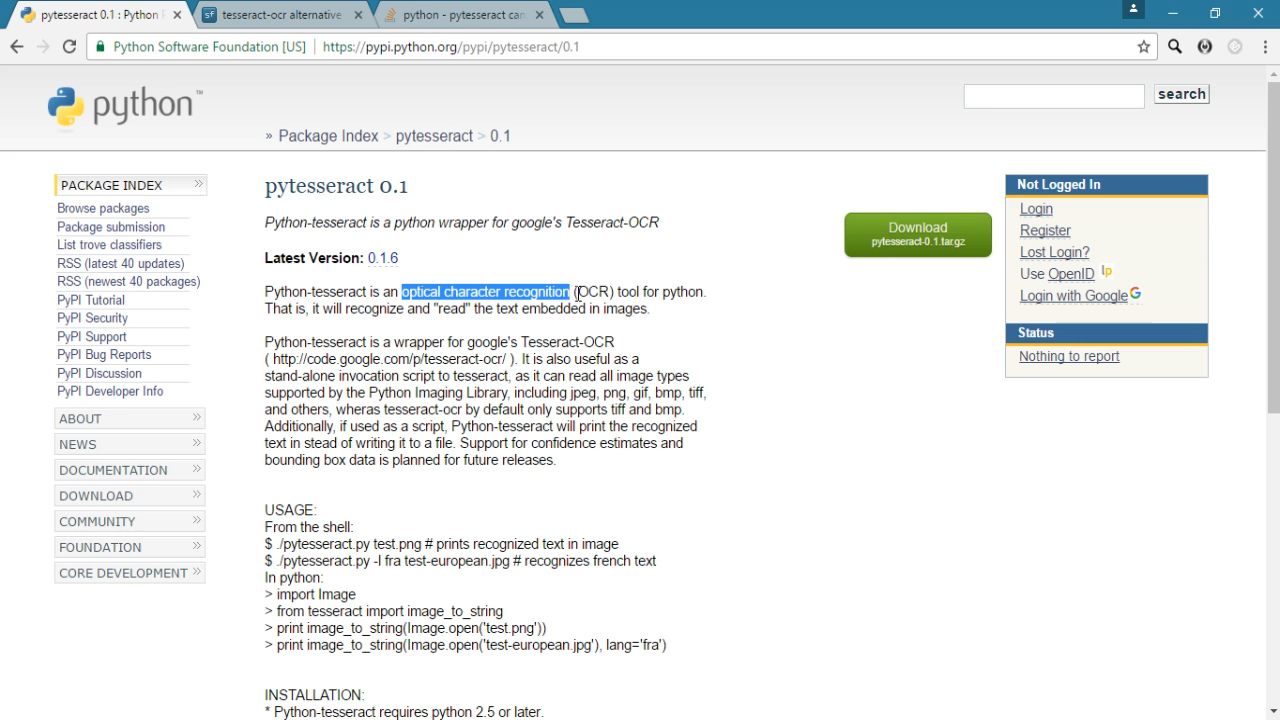 pytesseract 0.1 : Python
tesseract-ocr alternative
python - pytesseract can
Python Software Foundation [US]
https://pypi.python.org/pypi/pytesseract/0.1
python™
search
» Package Index > pytesseract > 0.1
PACKAGE INDEX »
Browse packages
Package submission
List trove classifiers
RSS (latest 40 updates)
RSS (newest 40 packages)
PyPI Tutorial
PyPI Security
PyPI Support
PyPI Bug Reports
PyPI Discussion
PyPI Developer Info
ABOUT »
NEWS »
DOCUMENTATION »
DOWNLOAD »
COMMUNITY »
FOUNDATION »
CORE DEVELOPMENT »
pytesseract 0.1
Python-tesseract is a python wrapper for google's Tesseract-OCR
Download
pytesseract-0.1.tar.gz
Latest Version: 0.1.6
Python-tesseract is an optical character recognition (OCR) tool for python.
That is, it will recognize and "read" the text embedded in images.
Python-tesseract is a wrapper for google's Tesseract-OCR
( http://code.google.com/p/tesseract-ocr/ ). It is also useful as a
stand-alone invocation script to tesseract, as it can read all image types
supported by the Python Imaging Library, including jpeg, png, gif, bmp, tiff,
and others, wheras tesseract-ocr by default only supports tiff and bmp.
Additionally, if used as a script, Python-tesseract will print the recognized
text in stead of writing it to a file. Support for confidence estimates and
bounding box data is planned for future releases.
USAGE:
From the shell:
$ ./pytesseract.py test.png # prints recognized text in image
$ ./pytesseract.py -l fra test-european.jpg # recognizes french text
In python:
> import Image
> from tesseract import image_to_string
> print image_to_string(Image.open('test.png'))
> print image_to_string(Image.open('test-european.jpg'), lang='fra')
INSTALLATION:
* Python-tesseract requires python 2.5 or later.
Not Logged In
Login
Register
Lost Login?
Use OpenID lp
Login with Google
Status
Nothing to report